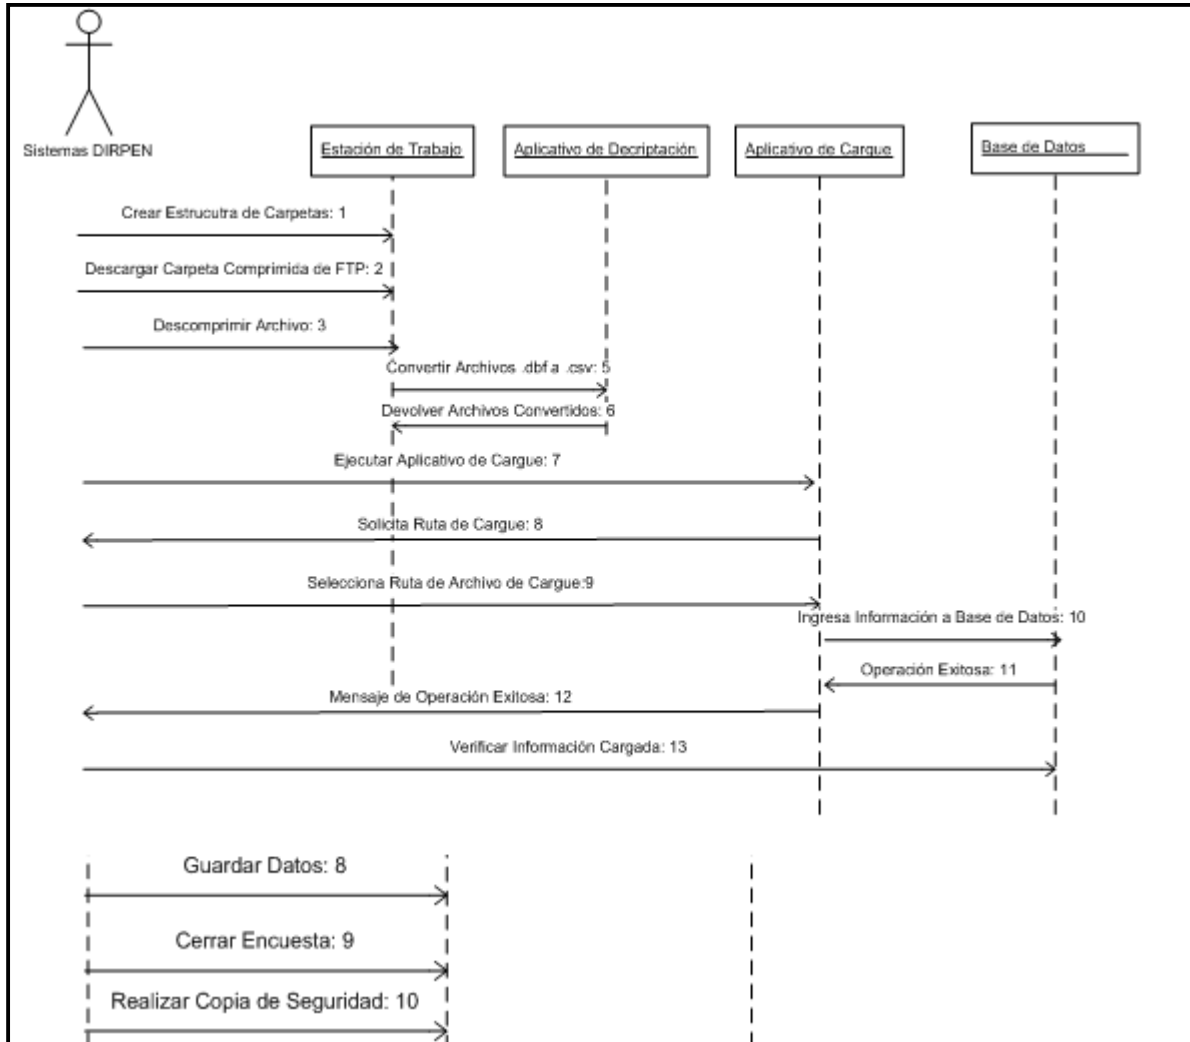 Sistemas DIRPEN
Estación de Trabajo
Aplicativo de Decriptación
Aplicativo de Cargue
Base de Datos
Crear Estrucutra de Carpetas: 1
Descargar Carpeta Comprimida de FTP: 2
Descomprimir Archivo: 3
Convertir Archivos .dbf a .csv: 5
Devolver Archivos Convertidos: 6
Ejecutar Aplicativo de Cargue: 7
Solicita Ruta de Cargue: 8
Selecciona Ruta de Archivo de Cargue:9
Ingresa Información a Base de Datos: 10
Operación Exitosa: 11
Mensaje de Operación Exitosa: 12
Verificar Información Cargada: 13
Guardar Datos: 8
Cerrar Encuesta: 9
Realizar Copia de Seguridad: 10